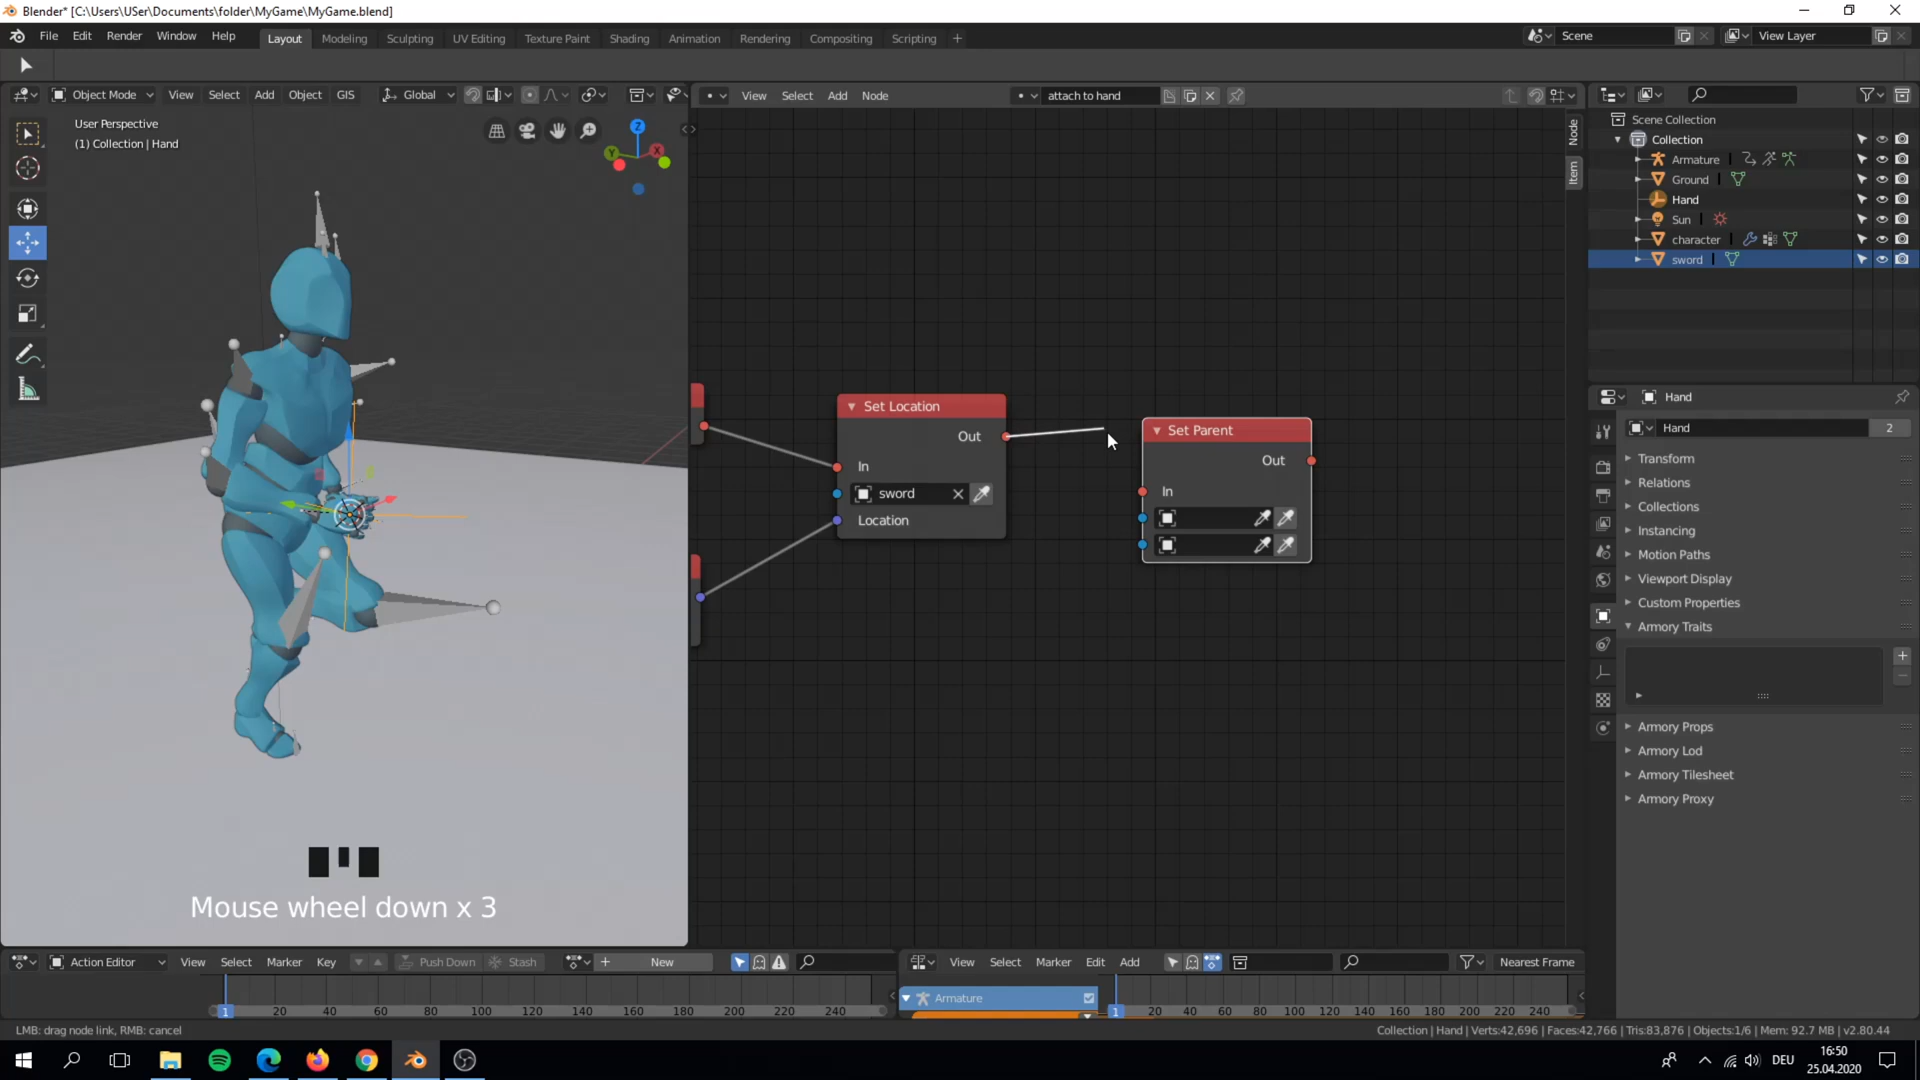 Blender* [C:\Users\USer\Documents\folder\MyGame\MyGame.blend]
File Edit Render Window Help Layout Modeling Sculpting UV Editing Texture Paint Shading Animation Rendering Compositing Scripting + Scene View Layer
Object Mode View Select Add Object GIS Global View Select Add Node attach to hand
User Perspective
(1) Collection | Hand
Z
Y
X
Node
Item
Scene Collection
Collection
Armature
Ground
Hand
Sun
character
sword
Set Location
Out
In
sword
Location
Set Parent
Out
In
Hand
Hand 2
Transform
Relations
Collections
Instancing
Motion Paths
Viewport Display
Custom Properties
Armory Traits
Armory Props
Armory Lod
Armory Tilesheet
Armory Proxy
Mouse wheel down x 3
Action Editor View Select Marker Key Push Down Stash New View Select Marker Edit Add Nearest Frame
Armature
1 20 40 60 80 100 120 140 160 180 200 220 240
1 20 40 60 80 100 120 140 160 180 200 220 240
LMB: drag node link, RMB: cancel
Collection | Hand | Verts:42,696 | Faces:42,766 | Tris:83,876 | Objects:1/6 | Mem: 92.7 MB | v2.80.44
DEU
16:50
25.04.2020